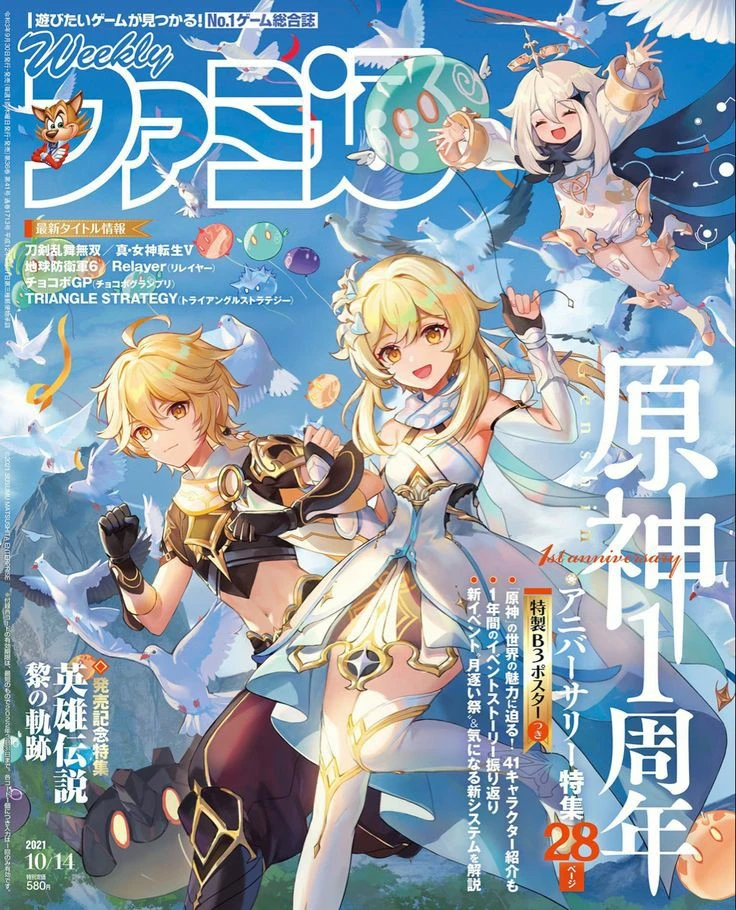 遊びたいゲームが見つかる! No.1ゲーム総合誌
Weekly
ファミ通
最新タイトル情報
刀剣乱舞無双/真・女神転生V
地球防衛軍6/Relayer(リレイヤー)
チョコボGP(チョコボグランプリ)
TRIANGLE STRATEGY(トライアングルストラテジー)
原神1周年
Genshin
1st anniversary
アニバーサリー特集
28ページ
特製B3ポスターつき
『原神』の世界の魅力に迫る! 41キャラクター紹介も
1年間のイベントストーリー振り返り
新イベント“月逐い祭”&気になる新システムを解説
発売記念特集
英雄伝説
黎の軌跡
2021
10/14
特別定価
580円